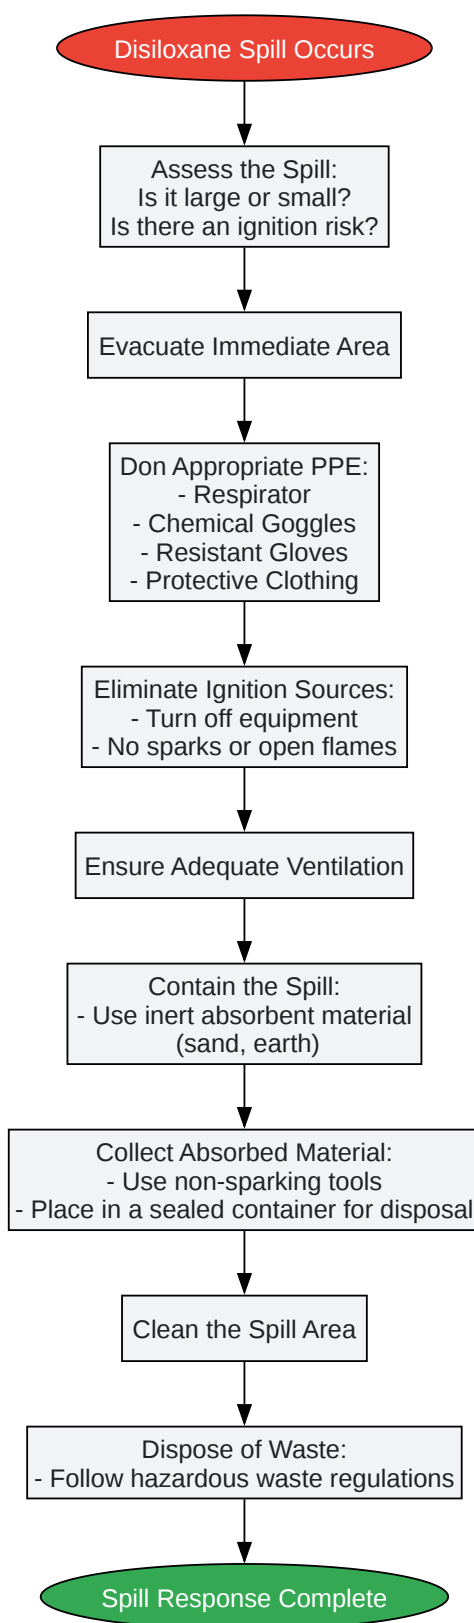 Disiloxane Spill Occurs
Assess the Spill:
Is it large or small?
Is there an ignition risk?
Evacuate Immediate Area
Don Appropriate PPE:
- Respirator
- Chemical Goggles
- Resistant Gloves
- Protective Clothing
Eliminate Ignition Sources:
- Turn off equipment
- No sparks or open flames
Ensure Adequate Ventilation
Contain the Spill:
- Use inert absorbent material
(sand, earth)
Collect Absorbed Material:
- Use non-sparking tools
- Place in a sealed container for disposal
Clean the Spill Area
Dispose of Waste:
- Follow hazardous waste regulations
Spill Response Complete